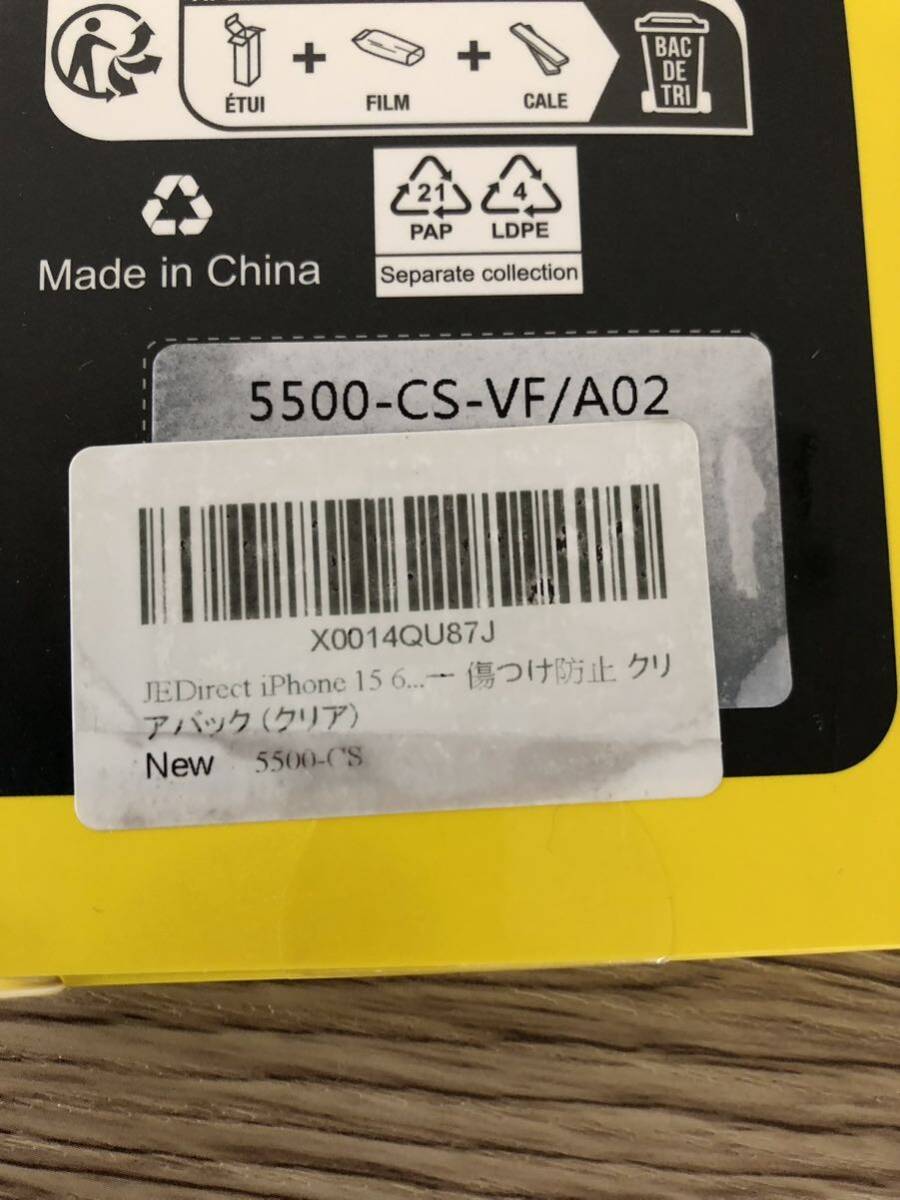 ÉTUI + FILM + CALE
BAC
DE
TRI
Made in China
21 4
PAP LDPE
Separate collection
5500-CS-VF/A02
X0014QU87J
JEDirect iPhone 15 6...ー 傷つけ防止 クリ
アバック (クリア)
New 5500-CS